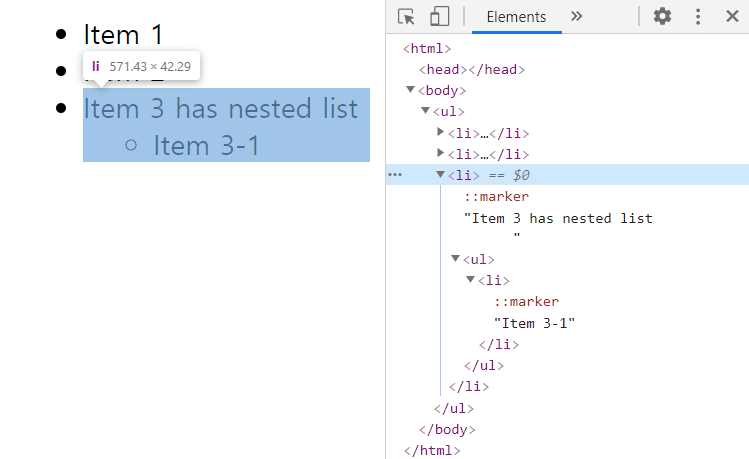 Item 1
li 571.43 × 42.29
Item 3 has nested list
Item 3-1
Elements
<html>
<head></head>
<body>
<ul>
<li>…</li>
<li>…</li>
<li> == $0
::marker
"Item 3 has nested list
"
<ul>
<li>
::marker
"Item 3-1"
</li>
</ul>
</li>
</ul>
</body>
</html>